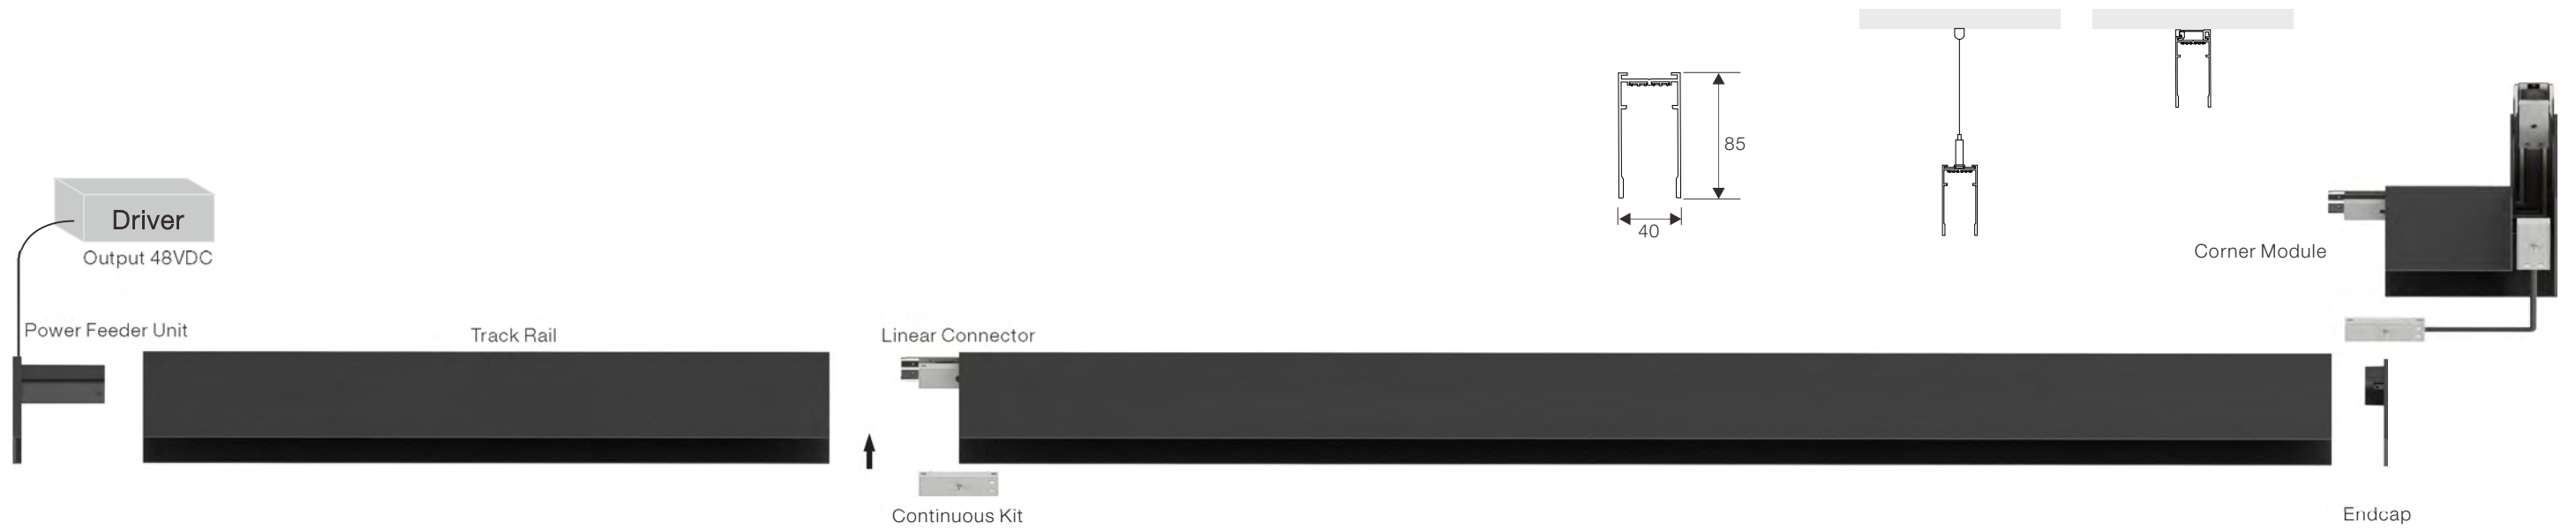 85
40
Driver
Output 48VDC
Corner Module
Power Feeder Unit
Track Rail
Linear Connector
Continuous Kit
Endcap